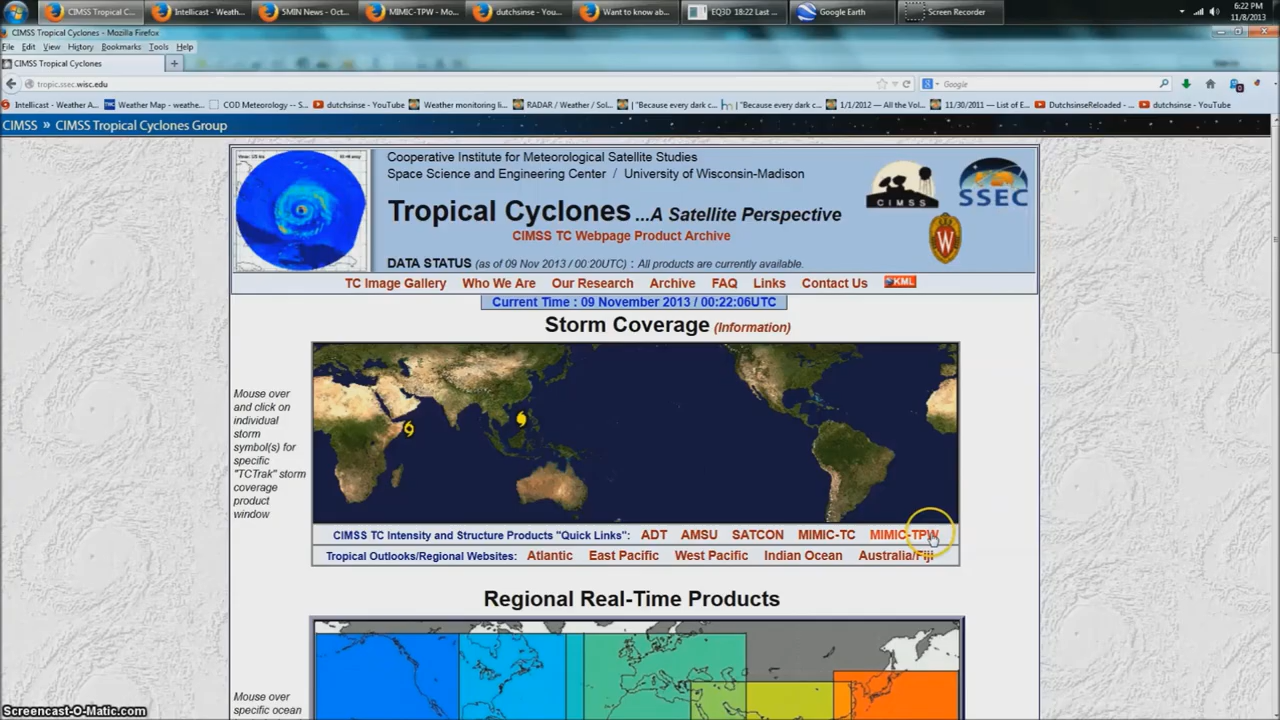 CIMSS Tropical C...
Intellicast - Weath...
5MIN News - Oct...
MIMIC-TPW - Mo...
dutchsinse - You...
Want to know ab...
EQ3D 18:22 Last ...
Google Earth
Screen Recorder
6:22 PM
11/8/2013
CIMSS Tropical Cyclones - Mozilla Firefox
File Edit View History Bookmarks Tools Help
CIMSS Tropical Cyclones
tropic.ssec.wisc.edu
Google
Intellicast - Weather A...
Weather Map - weathe...
COD Meteorology -- S...
dutchsinse - YouTube
Weather monitoring li...
RADAR / Weather / Sol...
"Because every dark c...
"Because every dark c...
1/1/2012 — All the Vol...
11/30/2011 — List of E...
DutchsinseReloaded - ...
dutchsinse - YouTube
CIMSS » CIMSS Tropical Cyclones Group
Cooperative Institute for Meteorological Satellite Studies
Space Science and Engineering Center / University of Wisconsin-Madison
Tropical Cyclones ...A Satellite Perspective
CIMSS TC Webpage Product Archive
DATA STATUS (as of 09 Nov 2013 / 00:20UTC) : All products are currently available.
CIMSS
SSEC
W
TC Image Gallery Who We Are Our Research Archive FAQ Links Contact Us KML
Current Time : 09 November 2013 / 00:22:06UTC
Storm Coverage (Information)
Mouse over
and click on
individual
storm
symbol(s) for
specific
"TCTrak" storm
coverage
product
window
CIMSS TC Intensity and Structure Products "Quick Links": ADT AMSU SATCON MIMIC-TC MIMIC-TPW
Tropical Outlooks/Regional Websites: Atlantic East Pacific West Pacific Indian Ocean Australia/Fiji
Regional Real-Time Products
Mouse over
specific ocean
Screencast-O-Matic.com